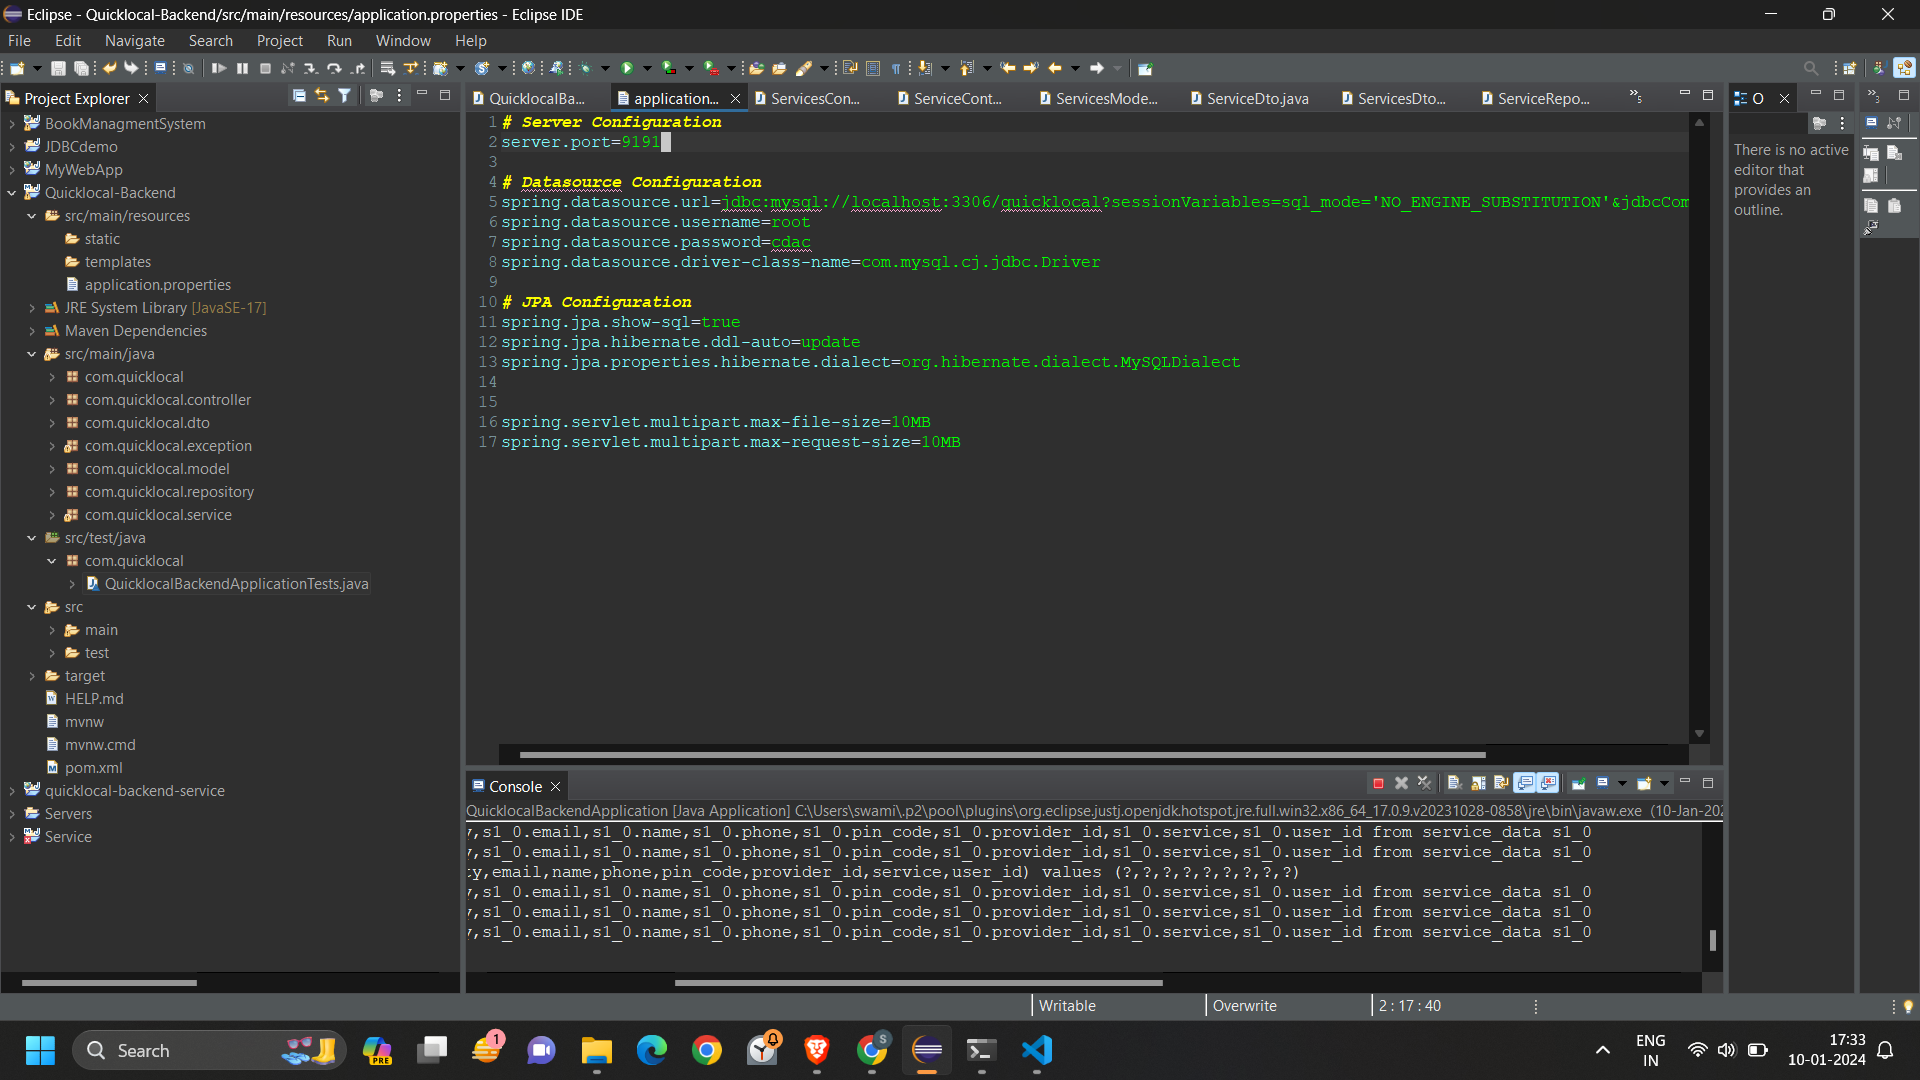 Eclipse - Quicklocal-Backend/src/main/resources/application.properties - Eclipse IDE
File Edit Navigate Search Project Run Window Help
Project Explorer
BookManagmentSystem
JDBCdemo
MyWebApp
Quicklocal-Backend
src/main/resources
static
templates
application.properties
JRE System Library [JavaSE-17]
Maven Dependencies
src/main/java
com.quicklocal
com.quicklocal.controller
com.quicklocal.dto
com.quicklocal.exception
com.quicklocal.model
com.quicklocal.repository
com.quicklocal.service
src/test/java
com.quicklocal
QuicklocalBackendApplicationTests.java
src
main
test
target
HELP.md
mvnw
mvnw.cmd
pom.xml
quicklocal-backend-service
Servers
Service
QuicklocalBa... application... ServicesCon... ServiceCont... ServicesMode... ServiceDto.java ServicesDto... ServiceRepo... »5
1 # Server Configuration
2 server.port=9191
3
4 # Datasource Configuration
5 spring.datasource.url=jdbc:mysql://localhost:3306/quicklocal?sessionVariables=sql_mode='NO_ENGINE_SUBSTITUTION'&jdbcCom
6 spring.datasource.username=root
7 spring.datasource.password=cdac
8 spring.datasource.driver-class-name=com.mysql.cj.jdbc.Driver
9
10 # JPA Configuration
11 spring.jpa.show-sql=true
12 spring.jpa.hibernate.ddl-auto=update
13 spring.jpa.properties.hibernate.dialect=org.hibernate.dialect.MySQLDialect
14
15
16 spring.servlet.multipart.max-file-size=10MB
17 spring.servlet.multipart.max-request-size=10MB
O
»3
There is no active
editor that
provides an
outline.
Console
QuicklocalBackendApplication [Java Application] C:\Users\swami\.p2\pool\plugins\org.eclipse.justj.openjdk.hotspot.jre.full.win32.x86_64_17.0.9.v20231028-0858\jre\bin\javaw.exe (10-Jan-202
y,s1_0.email,s1_0.name,s1_0.phone,s1_0.pin_code,s1_0.provider_id,s1_0.service,s1_0.user_id from service_data s1_0
y,s1_0.email,s1_0.name,s1_0.phone,s1_0.pin_code,s1_0.provider_id,s1_0.service,s1_0.user_id from service_data s1_0
ty,email,name,phone,pin_code,provider_id,service,user_id) values (?,?,?,?,?,?,?,?,?)
y,s1_0.email,s1_0.name,s1_0.phone,s1_0.pin_code,s1_0.provider_id,s1_0.service,s1_0.user_id from service_data s1_0
y,s1_0.email,s1_0.name,s1_0.phone,s1_0.pin_code,s1_0.provider_id,s1_0.service,s1_0.user_id from service_data s1_0
y,s1_0.email,s1_0.name,s1_0.phone,s1_0.pin_code,s1_0.provider_id,s1_0.service,s1_0.user_id from service_data s1_0
Writable Overwrite 2 : 17 : 40
Search
PRE
1
S
ENG
IN
17:33
10-01-2024